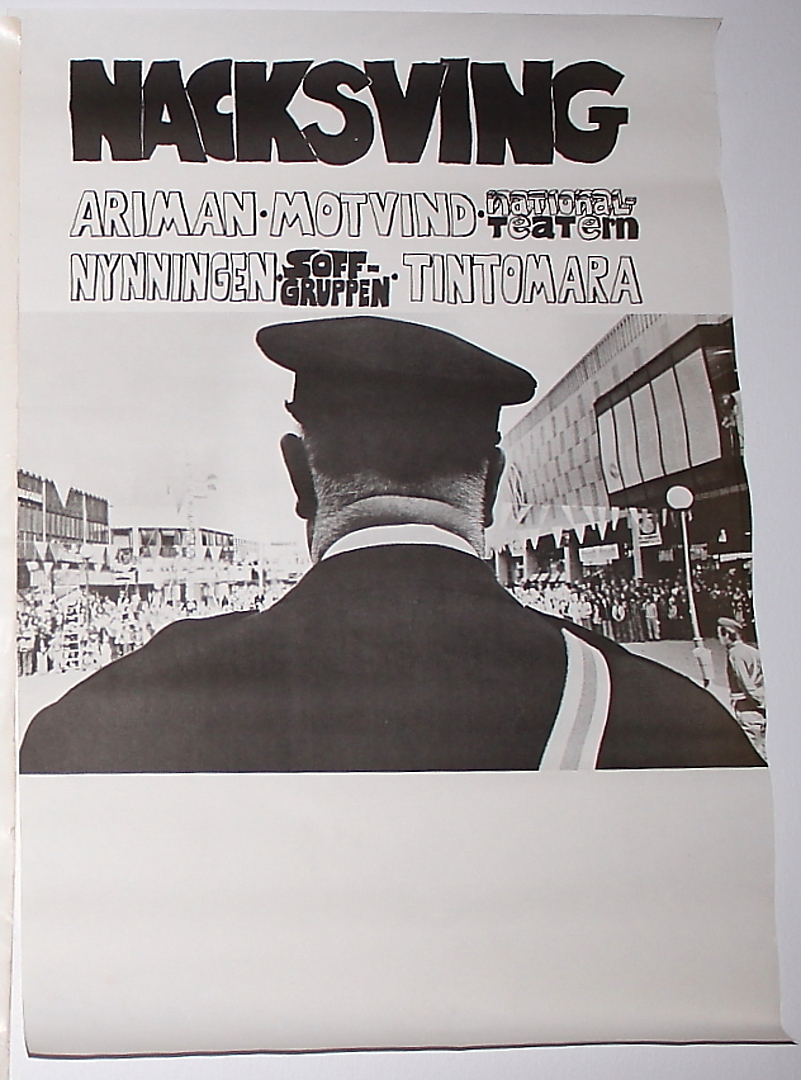 NACKSVING
ARIMAN · MOTVIND · nationaL-
TeaTern
NYNNINGEN · SOFF-
GRUPPEN · TINTOMARA